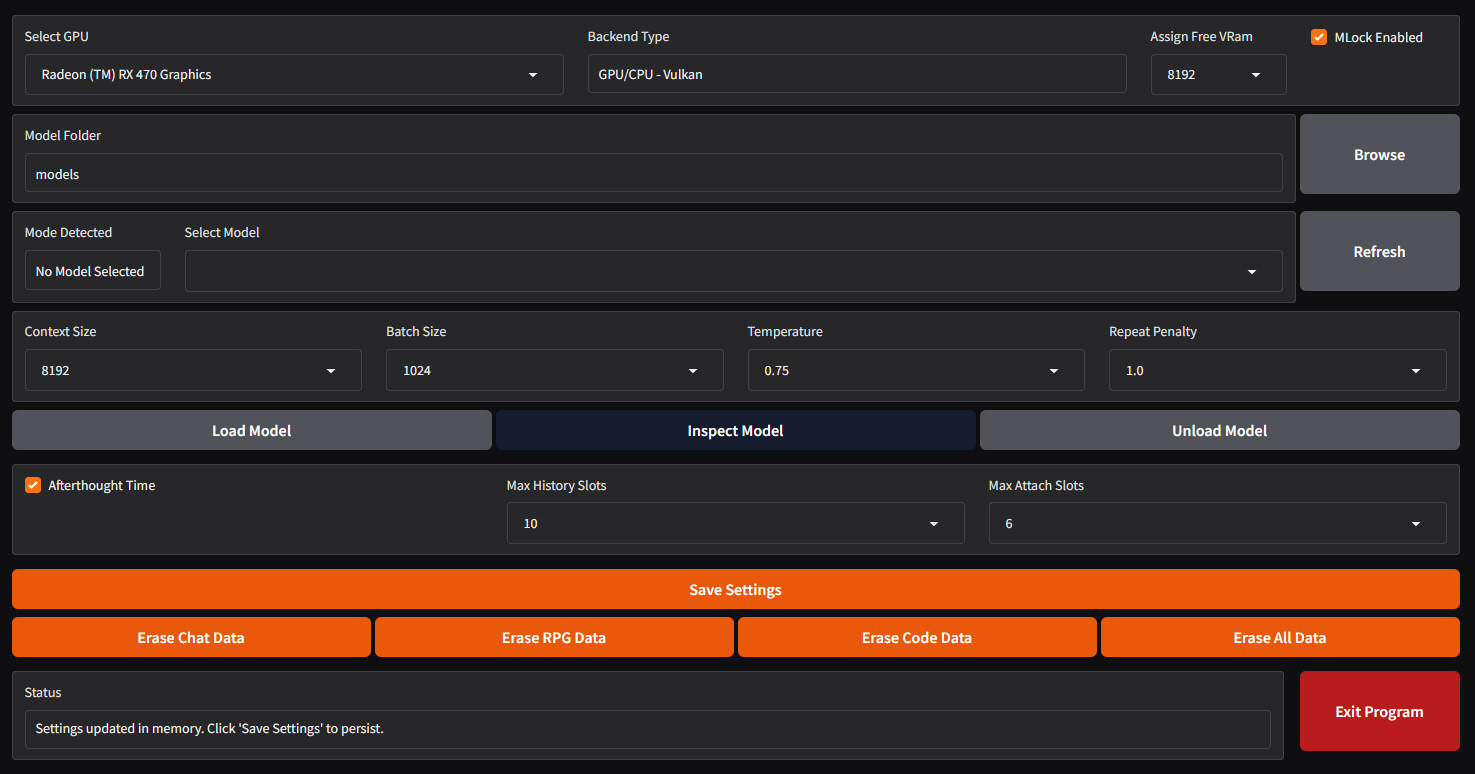 Select GPU
Backend Type
Assign Free VRam
MLock Enabled
Radeon (TM) RX 470 Graphics
GPU/CPU - Vulkan
8192
Model Folder
models
Browse
Mode Detected
Select Model
No Model Selected
Refresh
Context Size
Batch Size
Temperature
Repeat Penalty
8192
1024
0.75
1.0
Load Model
Inspect Model
Unload Model
Afterthought Time
Max History Slots
Max Attach Slots
10
6
Save Settings
Erase Chat Data
Erase RPG Data
Erase Code Data
Erase All Data
Status
Settings updated in memory. Click 'Save Settings' to persist.
Exit Program